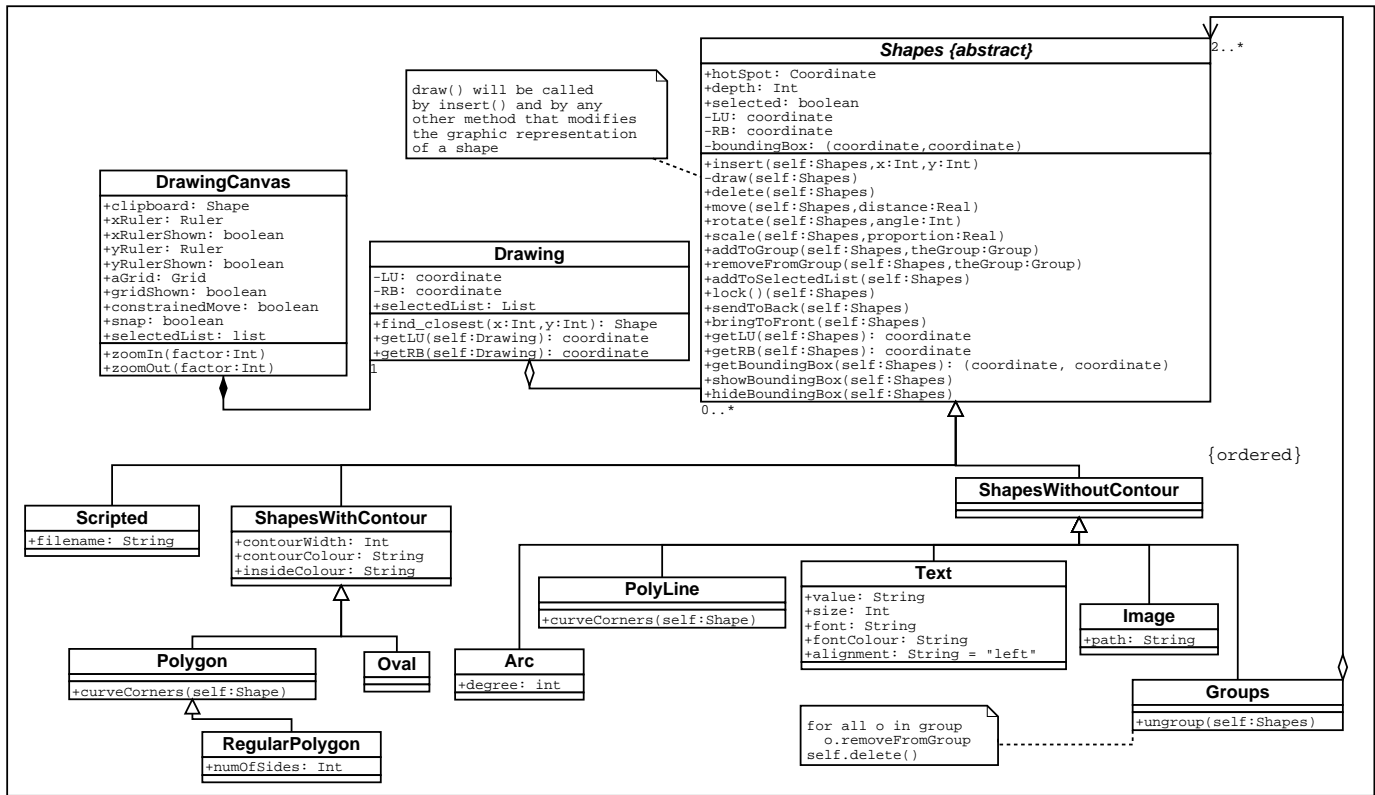 Shapes {abstract}
2..*
+hotSpot: Coordinate
+depth: Int
+selected: boolean
-LU: coordinate
-RB: coordinate
-boundingBox: (coordinate,coordinate)
+insert(self:Shapes,x:Int,y:Int)
-draw(self:Shapes)
+delete(self:Shapes)
+move(self:Shapes,distance:Real)
+rotate(self:Shapes,angle:Int)
+scale(self:Shapes,proportion:Real)
+addToGroup(self:Shapes,theGroup:Group)
+removeFromGroup(self:Shapes,theGroup:Group)
+addToSelectedList(self:Shapes)
+lock()(self:Shapes)
+sendToBack(self:Shapes)
+bringToFront(self:Shapes)
+getLU(self:Shapes): coordinate
+getRB(self:Shapes): coordinate
+getBoundingBox(self:Shapes): (coordinate, coordinate)
+showBoundingBox(self:Shapes)
+hideBoundingBox(self:Shapes)
0..*
draw() will be called
by insert() and by any
other method that modifies
the graphic representation
of a shape
DrawingCanvas
+clipboard: Shape
+xRuler: Ruler
+xRulerShown: boolean
+yRuler: Ruler
+yRulerShown: boolean
+aGrid: Grid
+gridShown: boolean
+constrainedMove: boolean
+snap: boolean
+selectedList: list
+zoomIn(factor:Int)
+zoomOut(factor:Int)
Drawing
-LU: coordinate
-RB: coordinate
+selectedList: List
+find_closest(x:Int,y:Int): Shape
+getLU(self:Drawing): coordinate
+getRB(self:Drawing): coordinate
1
{ordered}
Scripted
+filename: String
ShapesWithContour
+contourWidth: Int
+contourColour: String
+insideColour: String
ShapesWithoutContour
Polygon
+curveCorners(self:Shape)
Oval
RegularPolygon
+numOfSides: Int
Arc
+degree: int
PolyLine
+curveCorners(self:Shape)
Text
+value: String
+size: Int
+font: String
+fontColour: String
+alignment: String = "left"
Image
+path: String
Groups
+ungroup(self:Shapes)
for all o in group
o.removeFromGroup
self.delete()